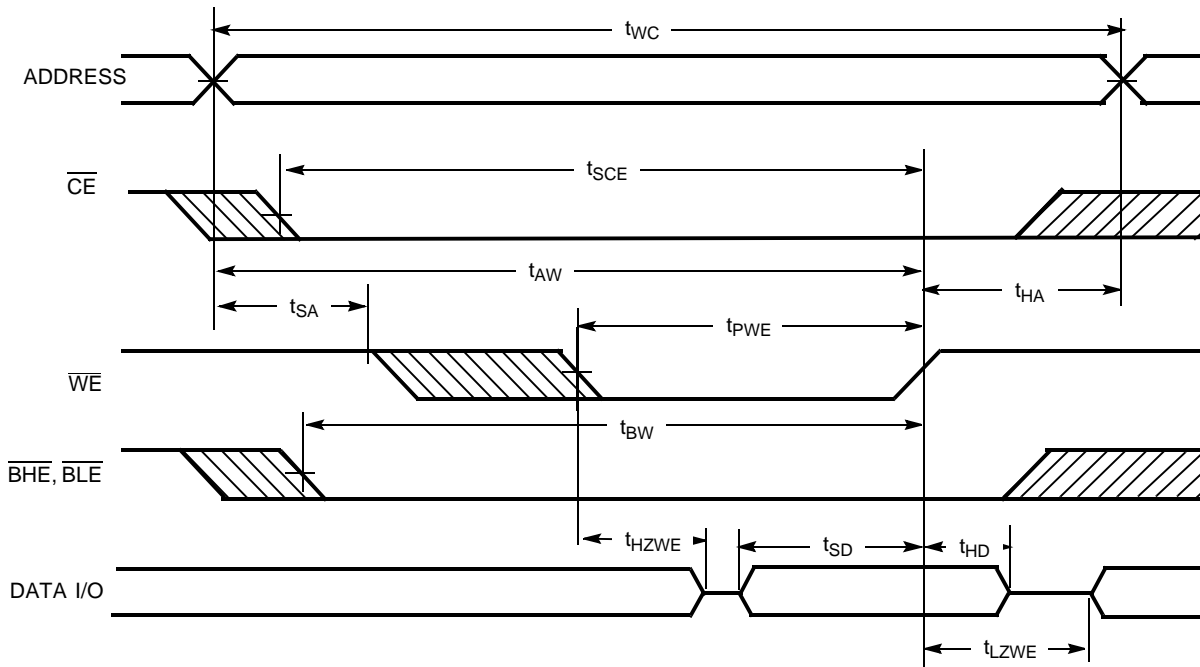 tWC
ADDRESS
CE
tSCE
tAW
tSA
tHA
tPWE
WE
tBW
BHE, BLE
tHZWE
tSD
tHD
DATA I/O
tLZWE